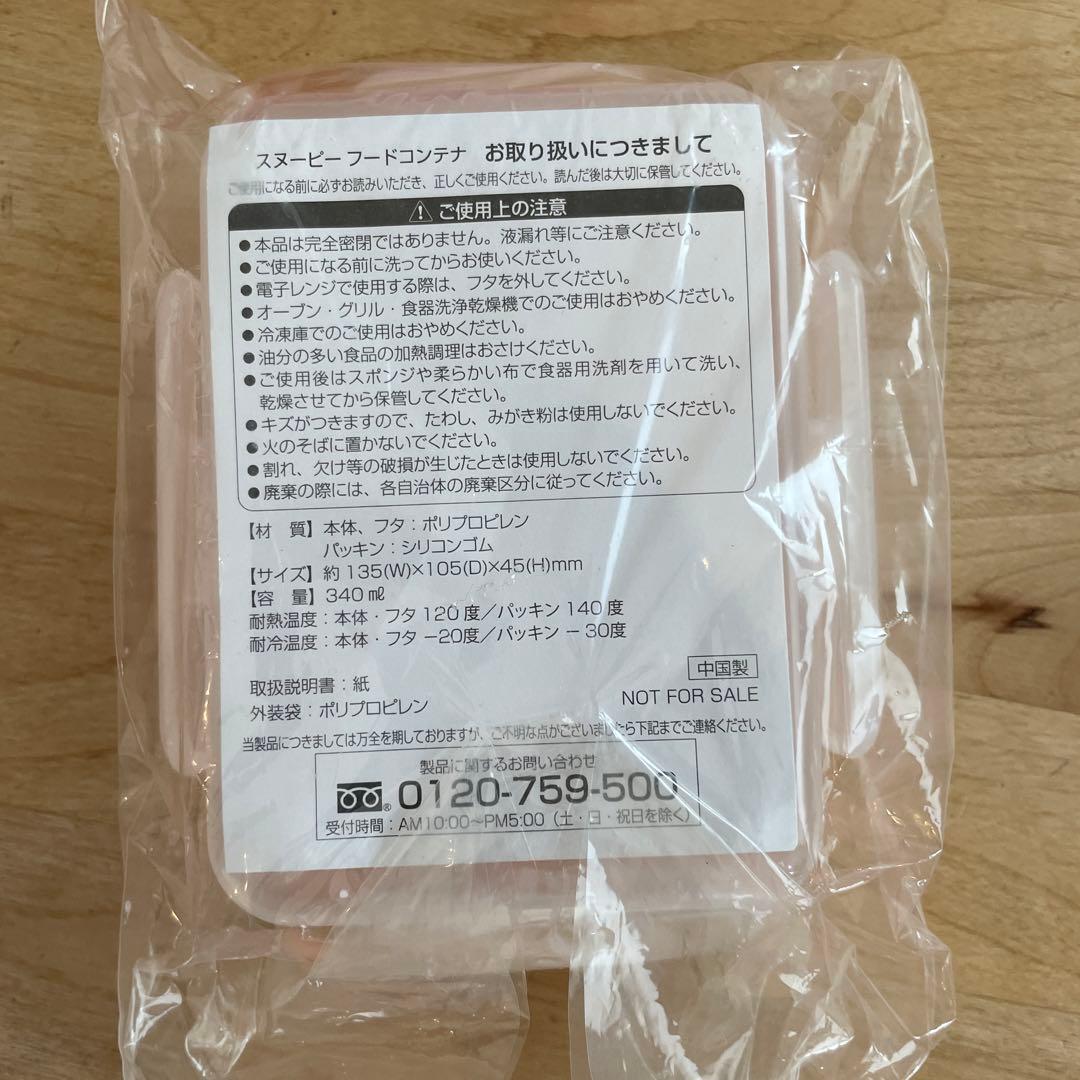 スヌーピー フードコンテナ お取り扱いにつきまして
ご使用になる前に必ずお読みいただき、正しくご使用ください。読んだ後は大切に保管してください。
ご使用上の注意
●本品は完全密閉ではありません。液漏れ等にご注意ください。
●ご使用になる前に洗ってからお使いください。
●電子レンジで使用する際は、フタを外してください。
●オーブン・グリル・食器洗浄乾燥機でのご使用はおやめください。
●冷凍庫でのご使用はおやめください。
●油分の多い食品の加熱調理はおさけください。
●ご使用後はスポンジや柔らかい布で食器用洗剤を用いて洗い、
乾燥させてから保管してください。
●キズがつきますので、たわし、みがき粉は使用しないでください。
●火のそばに置かないでください。
●割れ、欠け等の破損が生じたときは使用しないでください。
●廃棄の際には、各自治体の廃棄区分に従ってください。
【材 質】本体、フタ：ポリプロピレン
パッキン：シリコンゴム
【サイズ】約135(W)×105(D)×45(H)mm
【容 量】340㎖
耐熱温度：本体・フタ 120度／パッキン 140度
耐冷温度：本体・フタ −20度／パッキン − 30度
中国製
取扱説明書：紙
NOT FOR SALE
外装袋：ポリプロピレン
当製品につきましては万全を期しておりますが、ご不明な点がございましたら下記までご連絡ください。
製品に関するお問い合わせ
® 0120-759-500
受付時間：AM10:00〜PM5:00（土・日・祝日を除く）